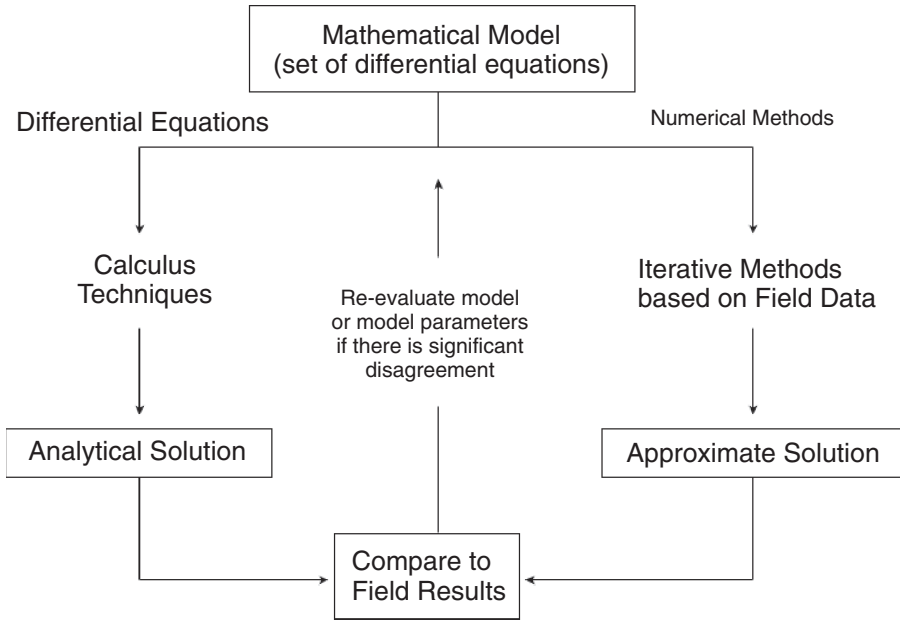 Mathematical Model
(set of differential equations)
Differential Equations
Numerical Methods
Calculus
Techniques
Re-evaluate model
or model parameters
if there is significant
disagreement
Iterative Methods
based on Field Data
Analytical Solution
Approximate Solution
Compare to
Field Results